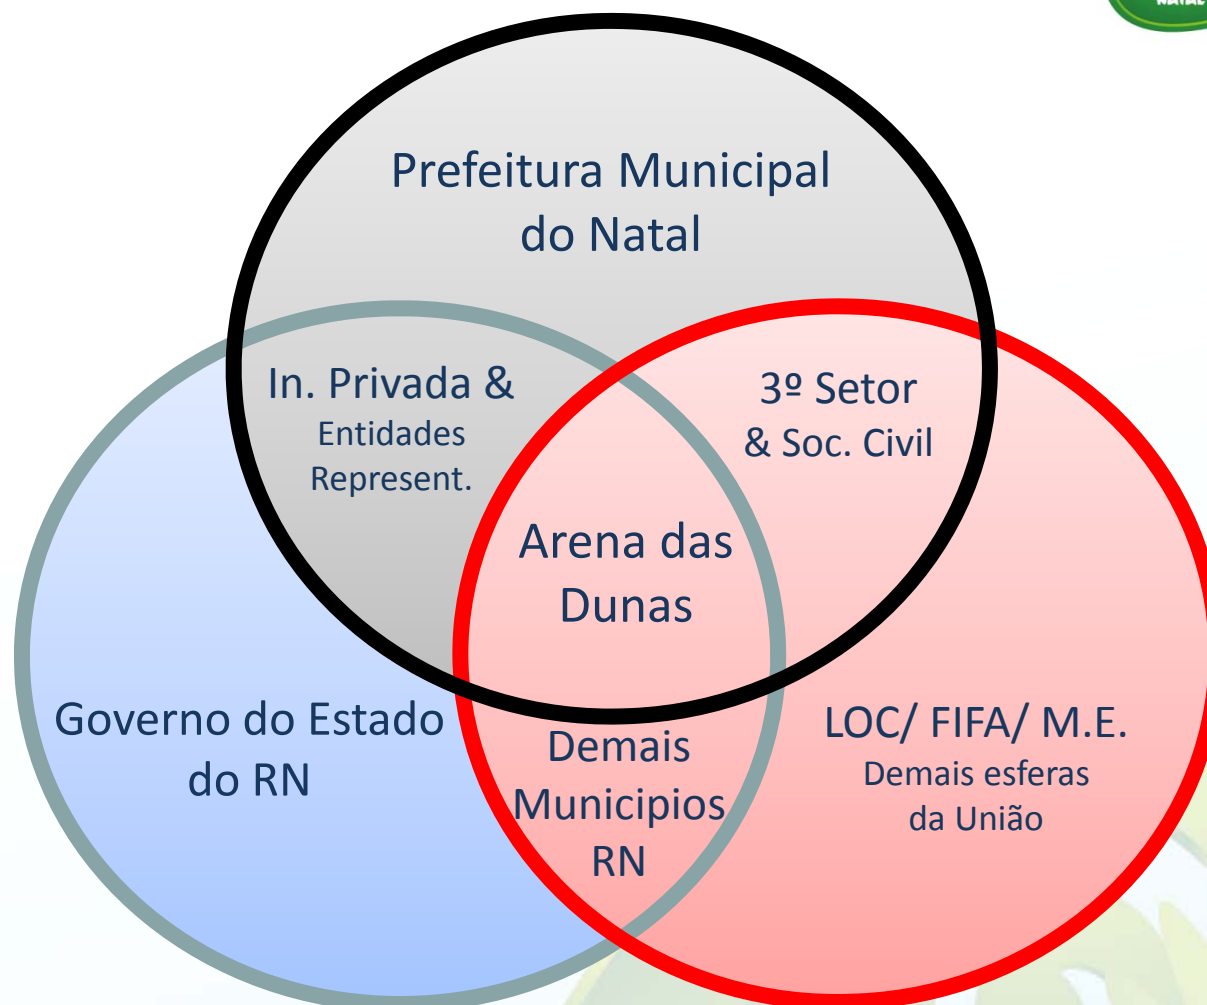 NATAL
Prefeitura Municipal
do Natal
In. Privada &
Entidades
Represent.
3º Setor
& Soc. Civil
Arena das
Dunas
Governo do Estado
do RN
LOC/ FIFA/ M.E.
Demais esferas
da União
Demais
Municipios
RN